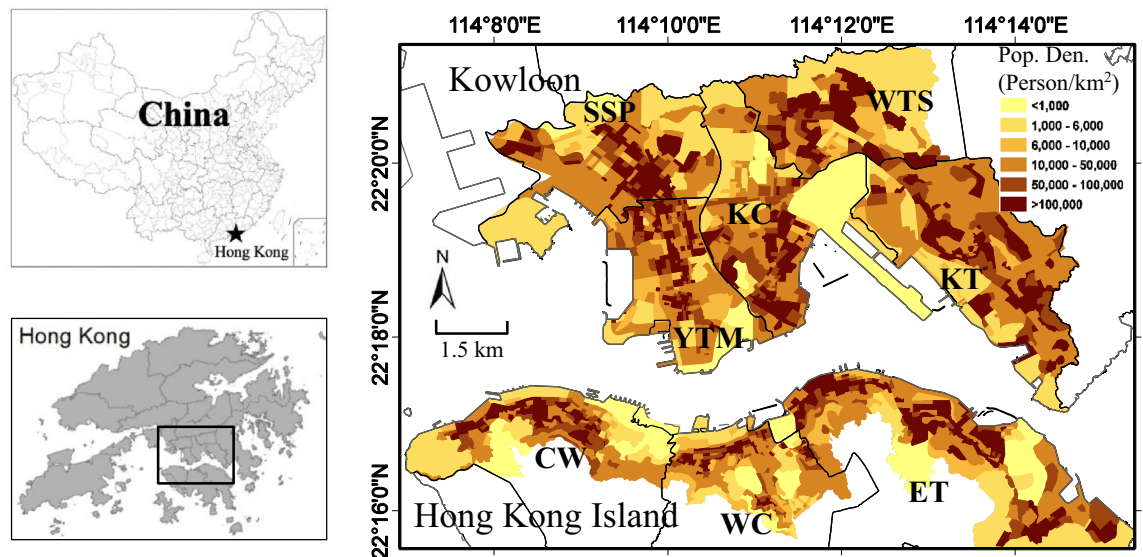 China
Hong Kong
Hong Kong
114°8'0"E
114°10'0"E
114°12'0"E
114°14'0"E
22°20'0"N
22°18'0"N
22°16'0"N
Kowloon
SSP
WTS
KC
KT
YTM
N
1.5 km
CW
WC
ET
Hong Kong Island
Pop. Den.
(Person/km²)
<1,000
1,000 - 6,000
6,000 - 10,000
10,000 - 50,000
50,000 - 100,000
>100,000